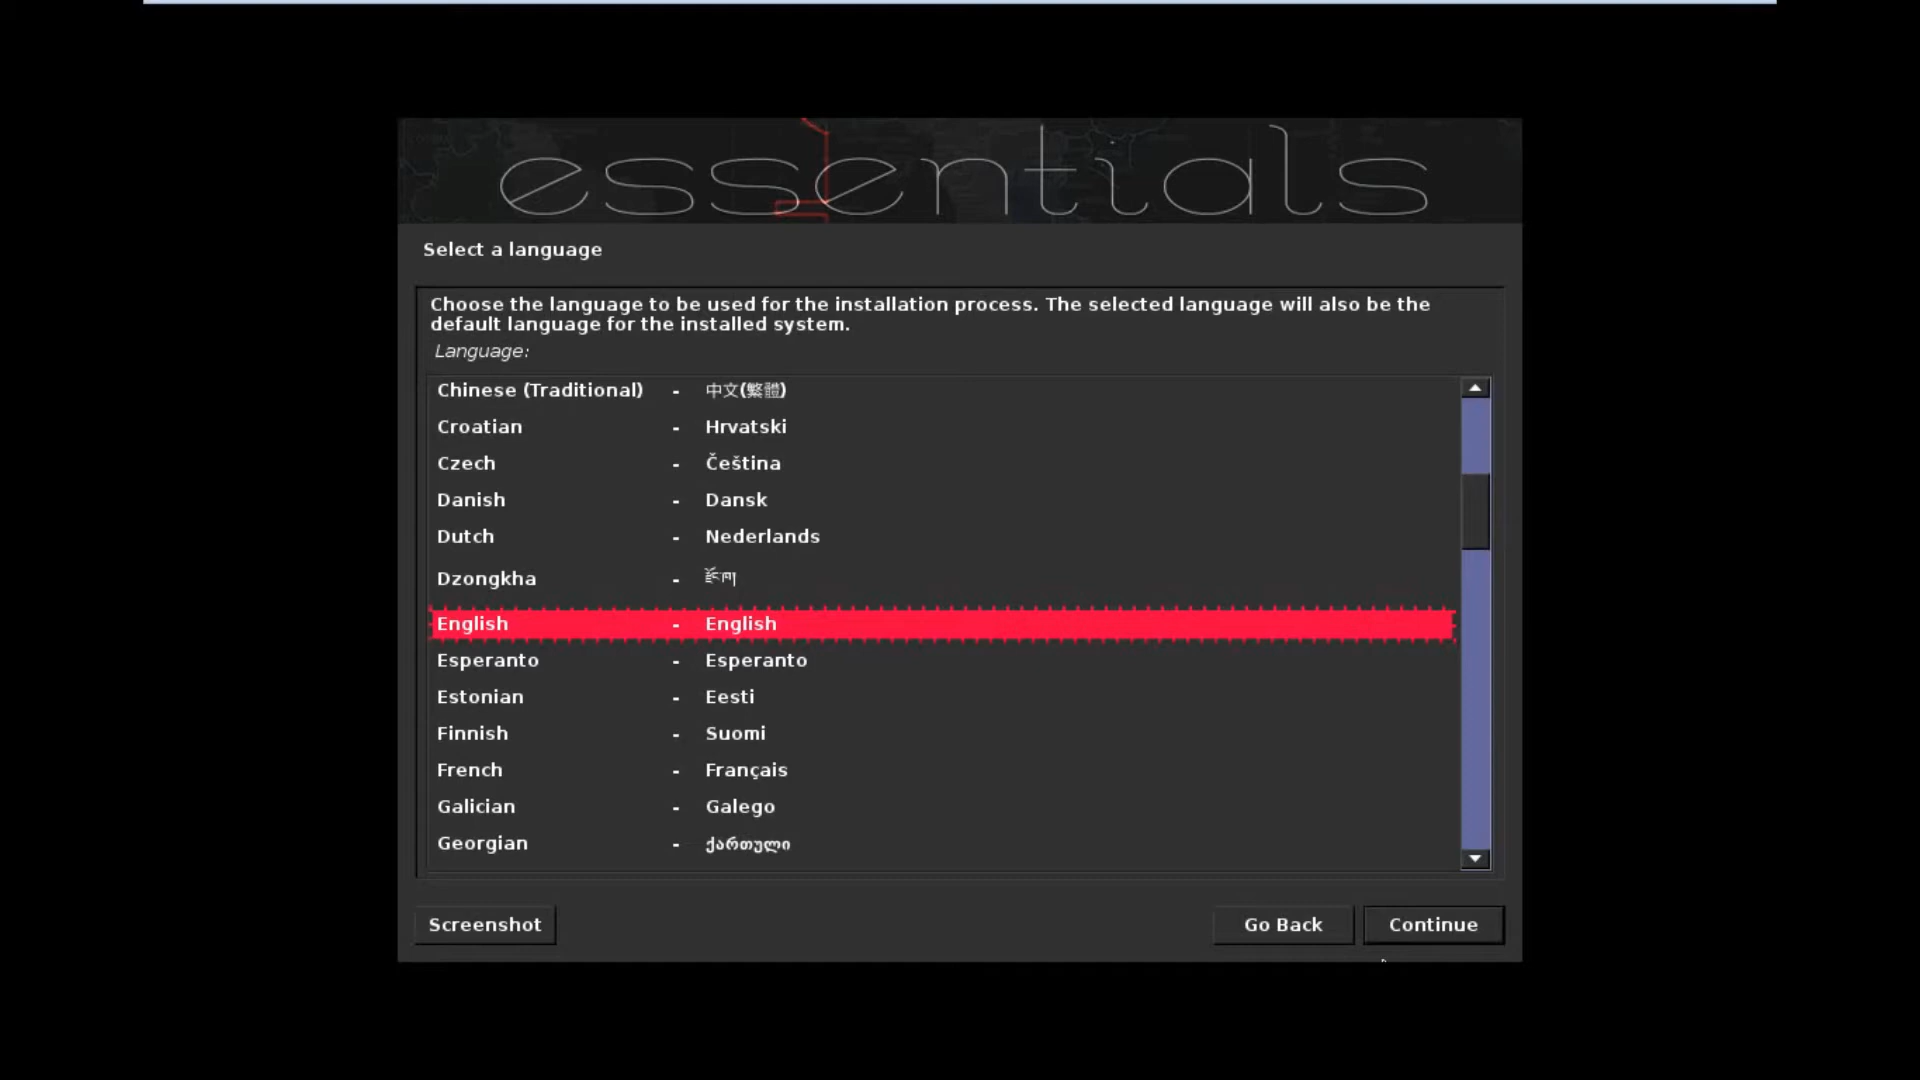 essentials
Select a language
Choose the language to be used for the installation process. The selected language will also be the
default language for the installed system.
Language:
Chinese (Traditional) - 中文(繁體)
Croatian - Hrvatski
Czech - Čeština
Danish - Dansk
Dutch - Nederlands
Dzongkha - རྫོང་ཁ།
English - English
Esperanto - Esperanto
Estonian - Eesti
Finnish - Suomi
French - Français
Galician - Galego
Georgian - ქართული
Screenshot Go Back Continue